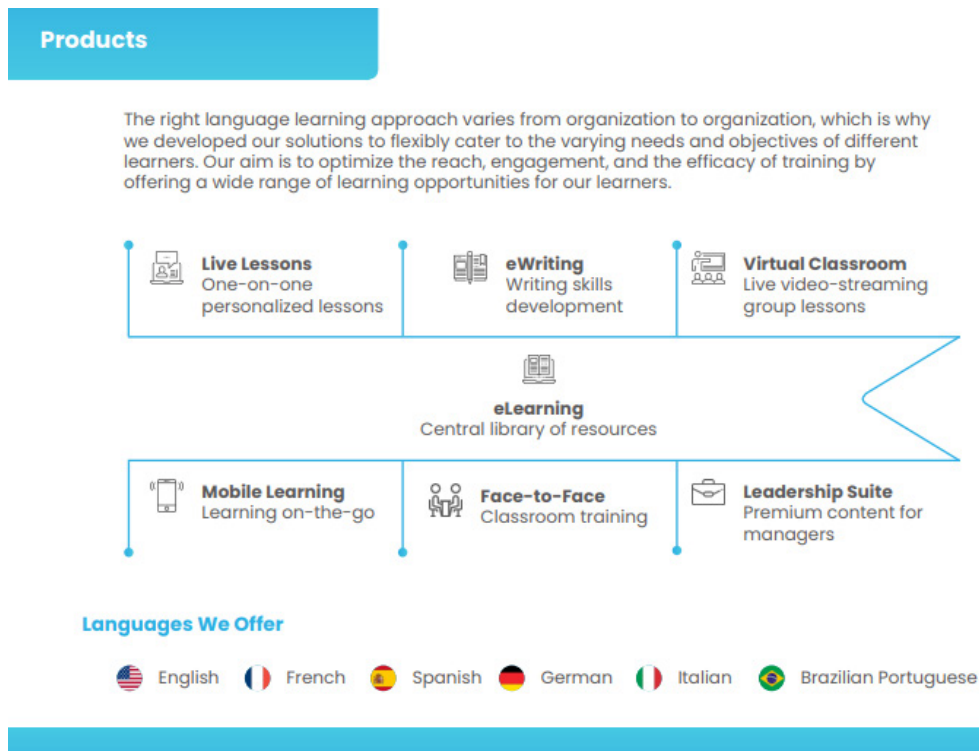 Products
The right language learning approach varies from organization to organization, which is why
we developed our solutions to flexibly cater to the varying needs and objectives of different
learners. Our aim is to optimize the reach, engagement, and the efficacy of training by
offering a wide range of learning opportunities for our learners.
Live Lessons
One-on-one
personalized lessons
eWriting
Writing skills
development
Virtual Classroom
Live video-streaming
group lessons
eLearning
Central library of resources
Mobile Learning
Learning on-the-go
Face-to-Face
Classroom training
Leadership Suite
Premium content for
managers
Languages We Offer
English French Spanish German Italian Brazilian Portuguese